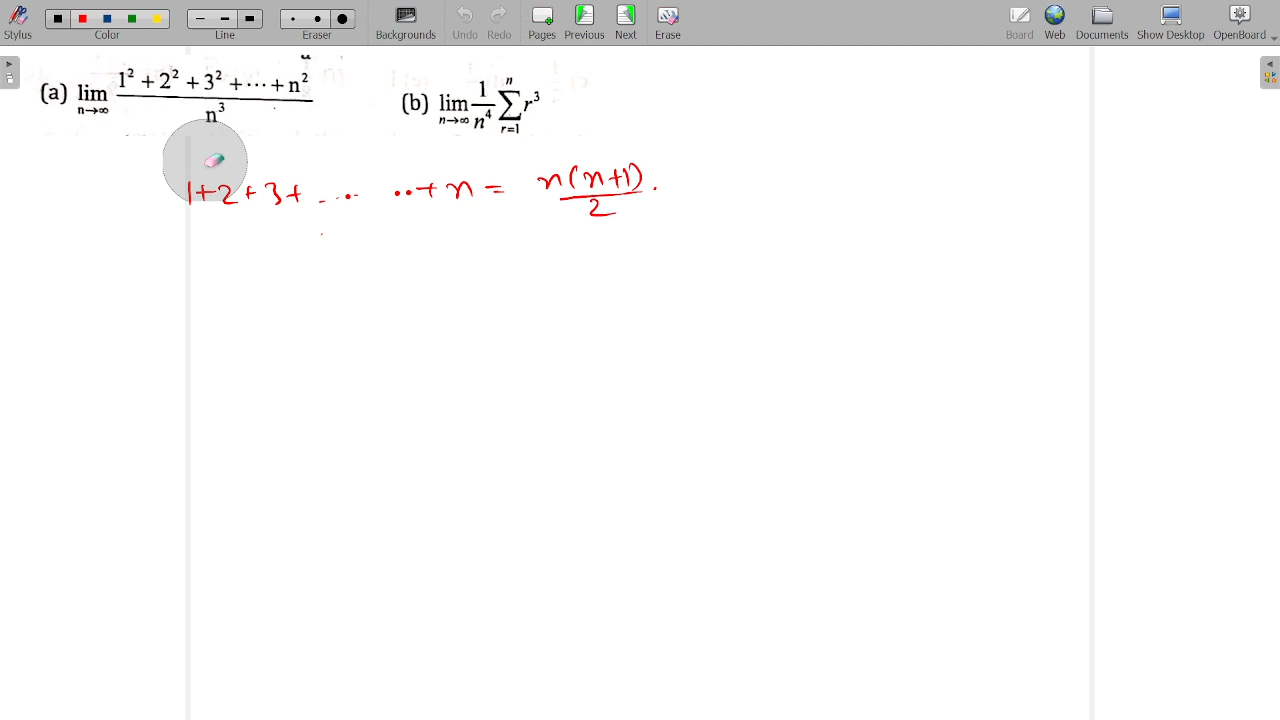 Stylus Color Line Eraser Backgrounds Undo Redo Pages Previous Next Erase Board Web Documents Show Desktop OpenBoard
(a) lim n→∞ (1² + 2² + 3² + ⋯ + n²) / n³ (b) lim n→∞ 1/n⁴ ∑ r=1 n r³
1+2+3+ ..... ..+ n = n(n+1)/2 .